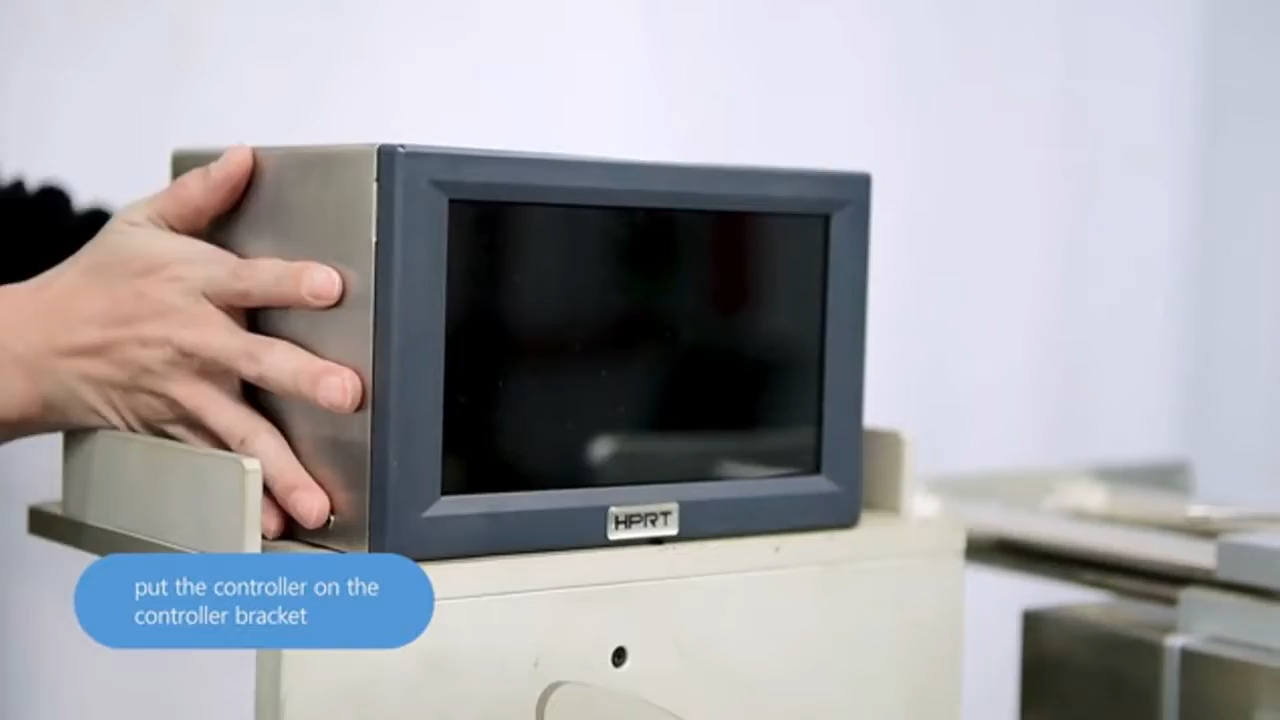 HPRT
put the controller on the
controller bracket